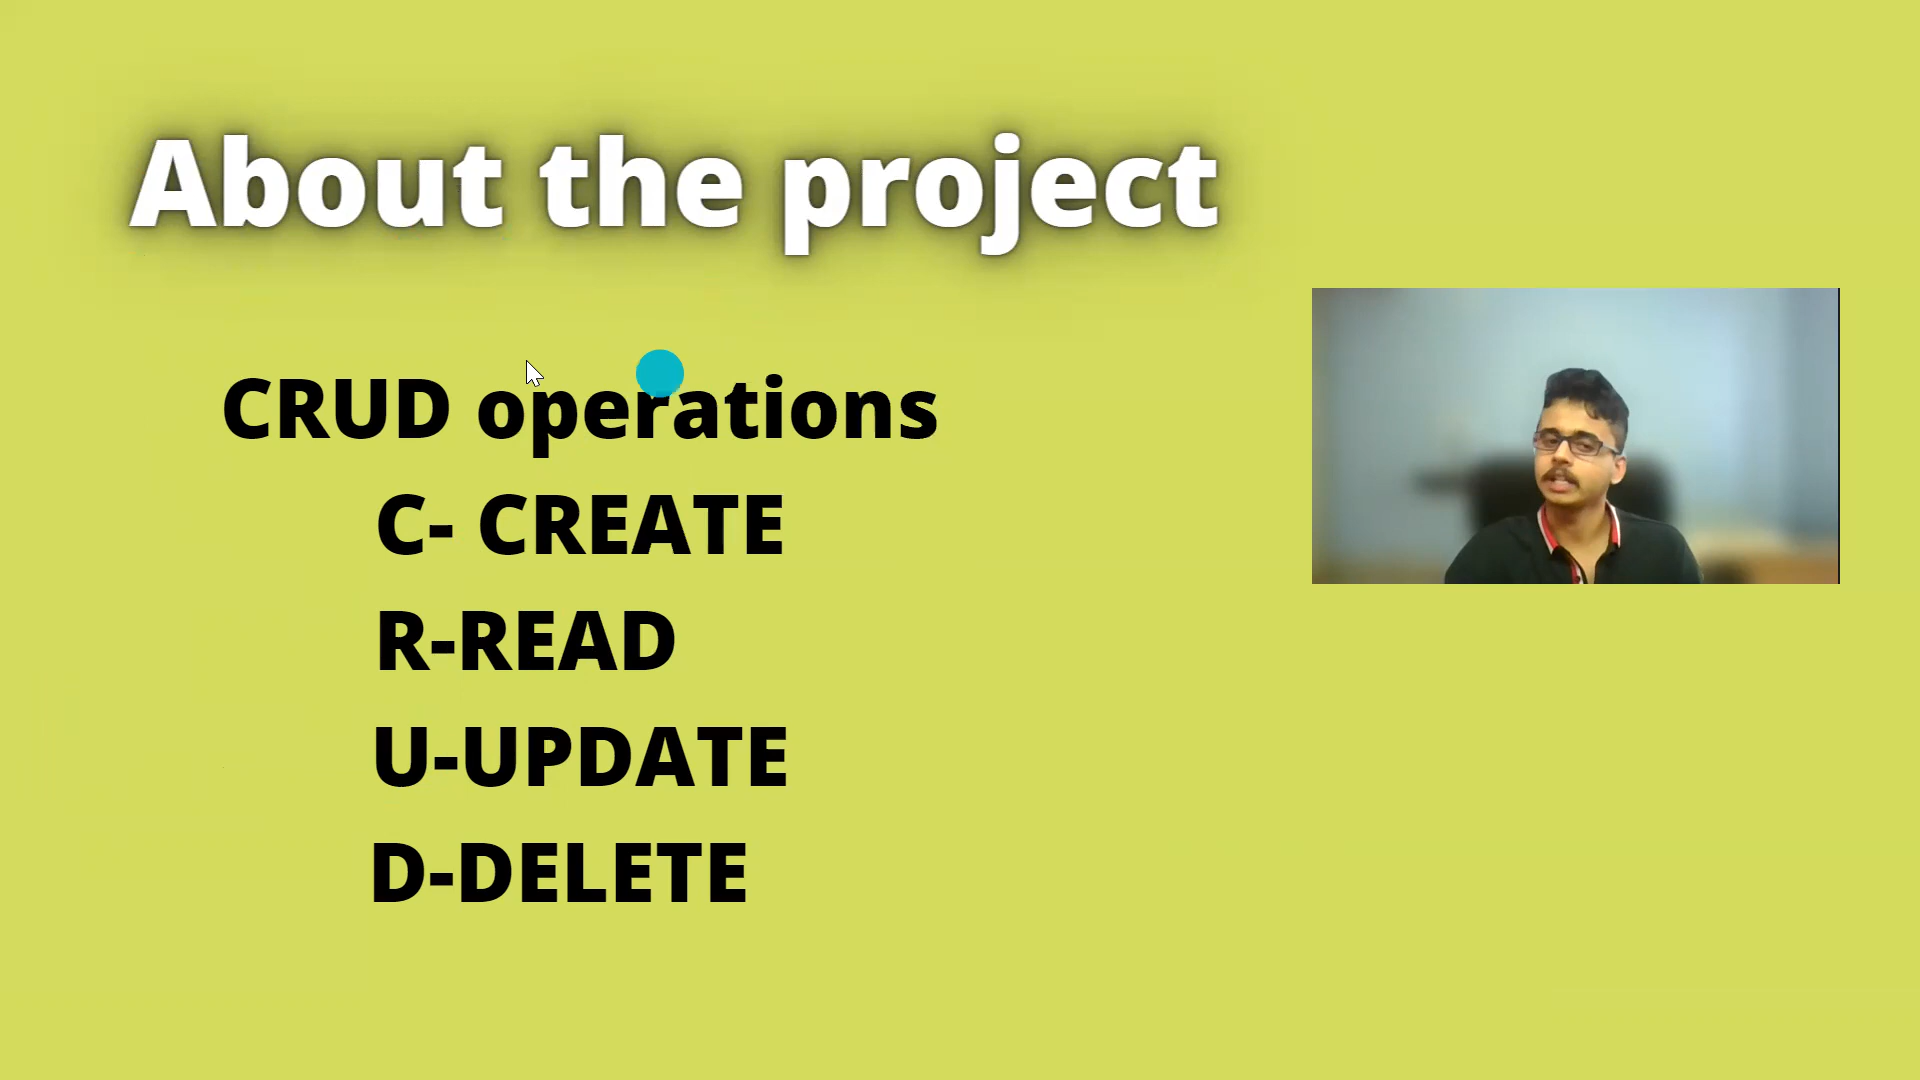 About the project
CRUD operations
C- CREATE
R-READ
U-UPDATE
D-DELETE